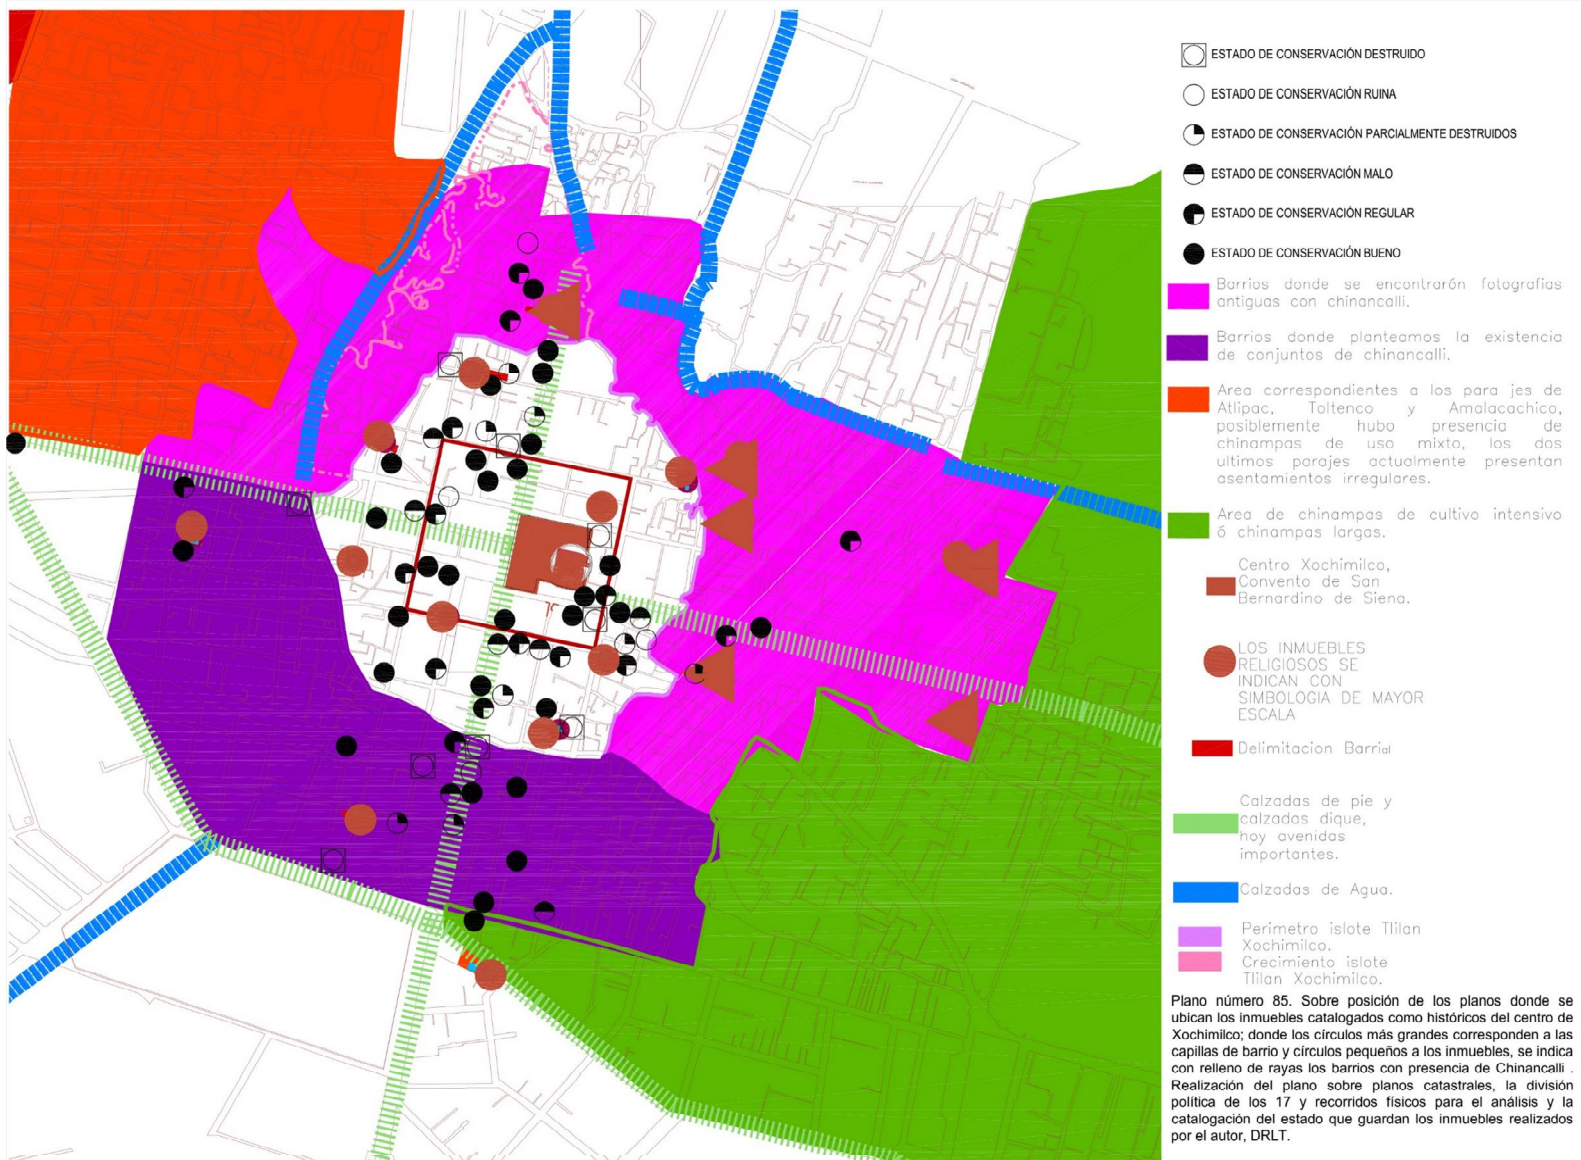 ESTADO DE CONSERVACIÓN DESTRUIDO
ESTADO DE CONSERVACIÓN RUINA
ESTADO DE CONSERVACIÓN PARCIALMENTE DESTRUIDOS
ESTADO DE CONSERVACIÓN MALO
ESTADO DE CONSERVACIÓN REGULAR
ESTADO DE CONSERVACIÓN BUENO
Barrios donde se encontrarón fotografias
antiguas con chinancalli.
Barrios donde planteamos la existencia
de conjuntos de chinancalli.
Area correspondientes a los para jes de
Atlipac, Toltenco y Amalacachico,
posiblemente hubo presencia de
chinampas de uso mixto, los dos
ultimos parajes actualmente presentan
asentamientos irregulares.
Area de chinampas de cultivo intensivo
ó chinampas largas.
Centro Xochimilco,
Convento de San
Bernardino de Siena.
LOS INMUEBLES
RELIGIOSOS SE
INDICAN CON
SIMBOLOGIA DE MAYOR
ESCALA
Delimitacion Barrial
Calzadas de pie y
calzadas dique,
hoy avenidas
importantes.
Calzadas de Agua.
Perimetro islote Tlilan
Xochimilco.
Crecimiento islote
Tlilan Xochimilco.
Plano número 85. Sobre posición de los planos donde se
ubican los inmuebles catalogados como históricos del centro de
Xochimilco; donde los círculos más grandes corresponden a las
capillas de barrio y círculos pequeños a los inmuebles, se indica
con relleno de rayas los barrios con presencia de Chinancalli .
Realización del plano sobre planos catastrales, la división
política de los 17 y recorridos físicos para el análisis y la
catalogación del estado que guardan los inmuebles realizados
por el autor, DRLT.